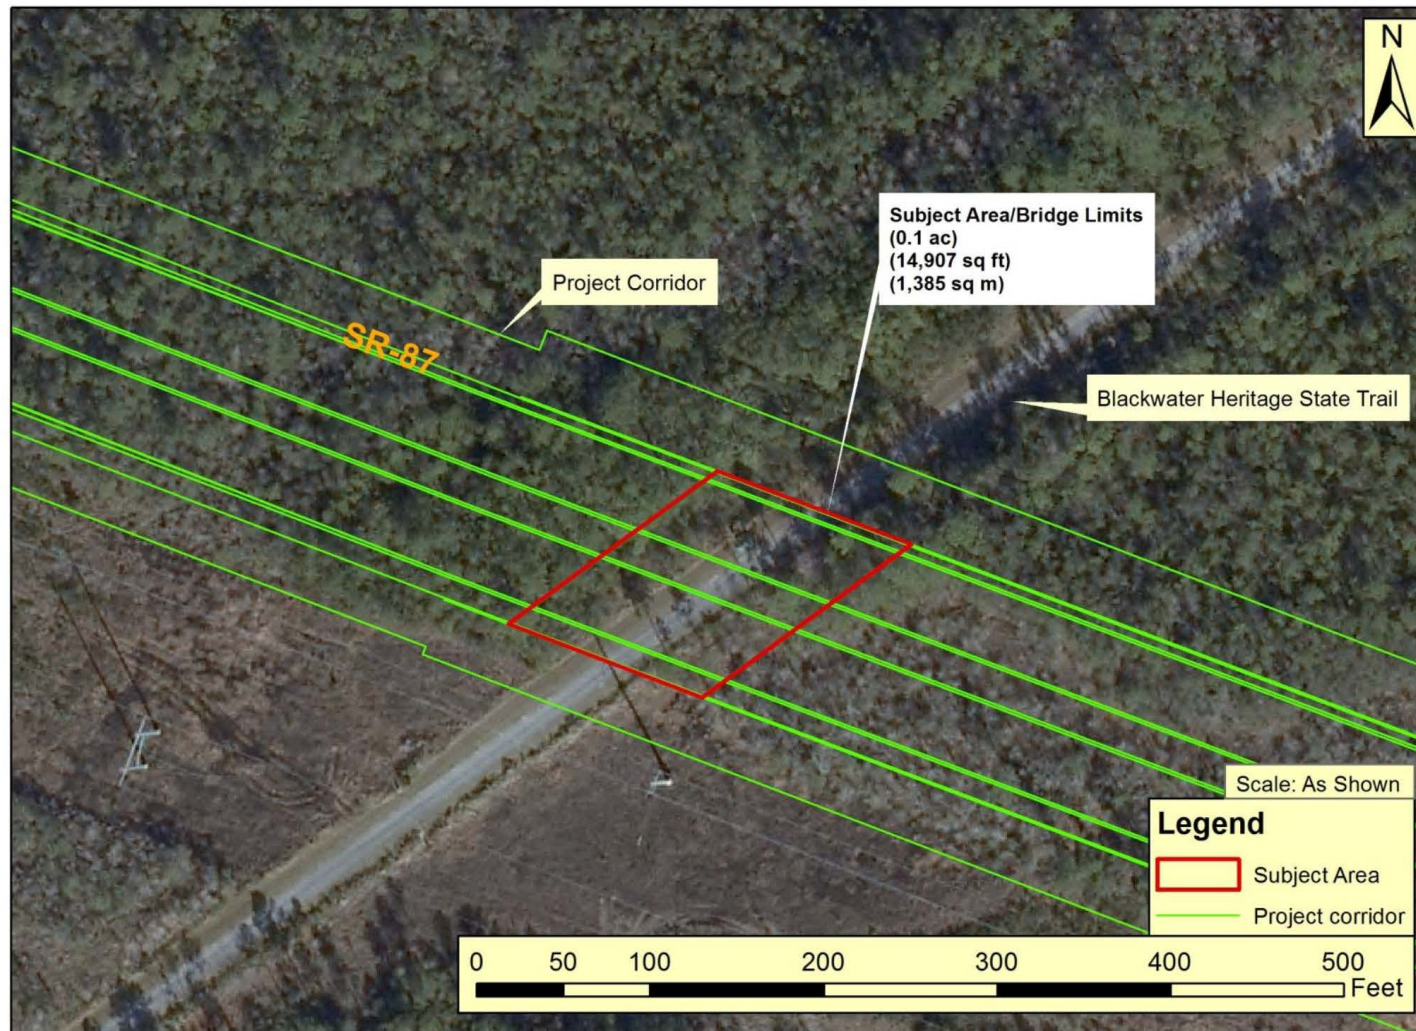 N
Subject Area/Bridge Limits
(0.1 ac)
(14,907 sq ft)
(1,385 sq m)
Project Corridor
SR-87
Blackwater Heritage State Trail
Scale: As Shown
Legend
Subject Area
Project corridor
0 50 100 200 300 400 500
Feet